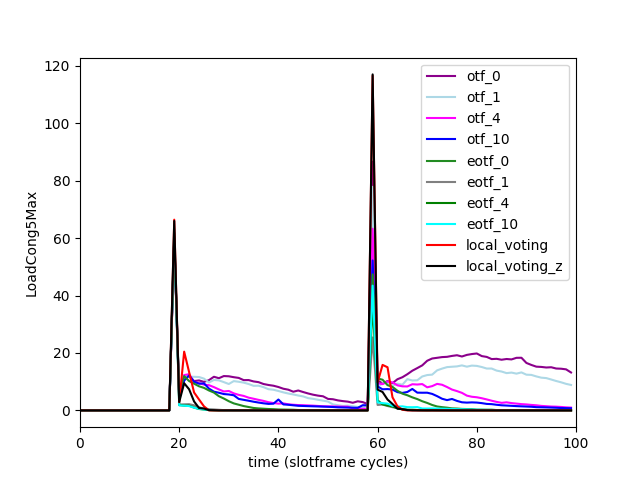 120
100
80
60
40
20
0
LoadCong5Max
0 20 40 60 80 100
time (slotframe cycles)
otf_0
otf_1
otf_4
otf_10
eotf_0
eotf_1
eotf_4
eotf_10
local_voting
local_voting_z